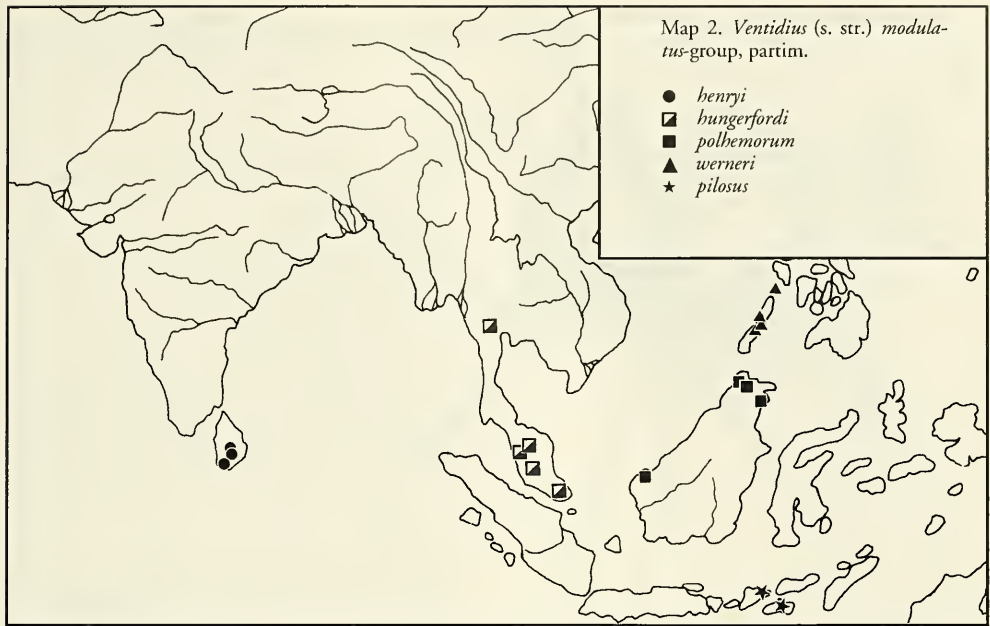 Map 2. Ventidius (s. str.) modula-
tus-group, partim.
henryi
hungerfordi
polhemorum
werneri
pilosus